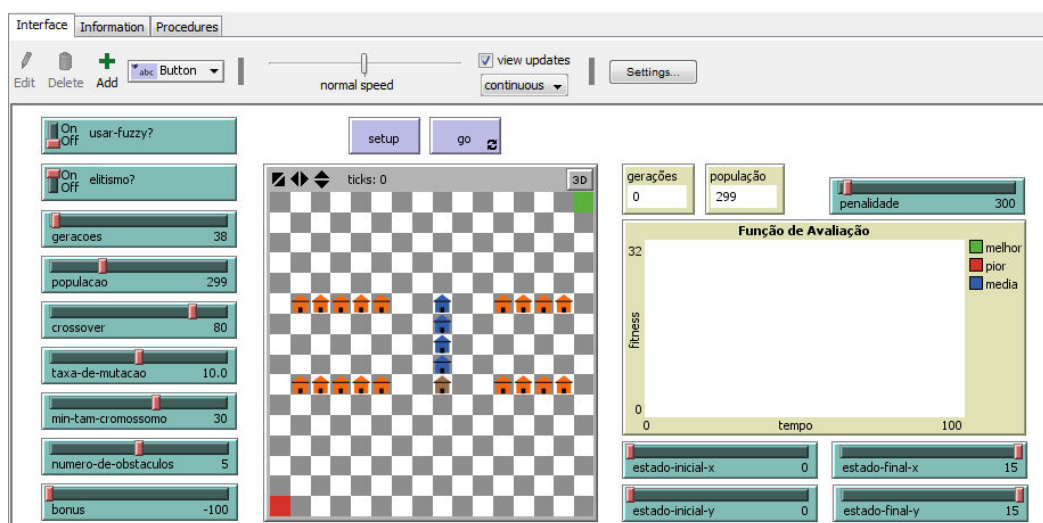 Interface Information Procedures
Edit Delete Add abc Button normal speed view updates continuous Settings...
On Off usar-fuzzy?
On Off elitismo?
geracoes 38
populacao 299
crossover 80
taxa-de-mutacao 10.0
min-tam-cromossomo 30
numero-de-obstaculos 5
bonus -100
setup go
ticks: 0 3D
gerações 0
população 299
penalidade 300
Função de Avaliação
32
fitness
0
0 tempo 100
melhor
pior
media
estado-inicial-x 0 estado-final-x 15
estado-inicial-y 0 estado-final-y 15